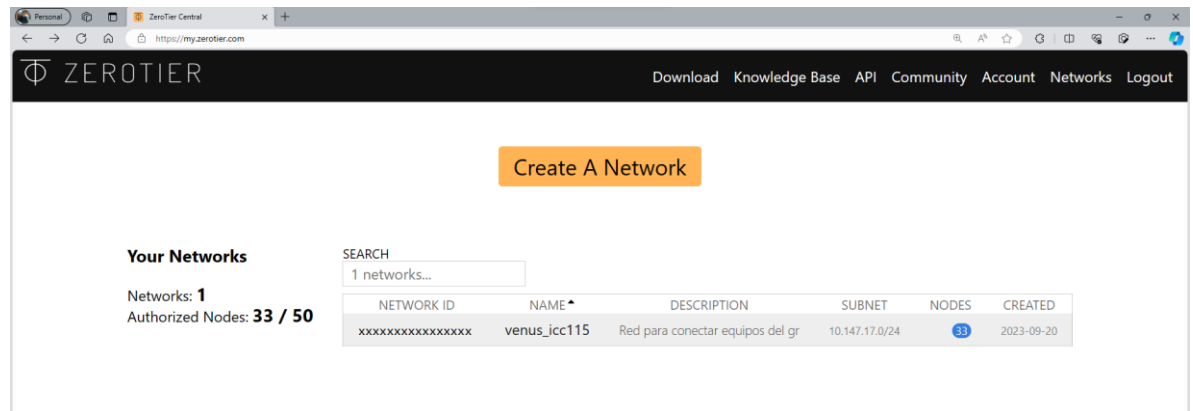 Personal
ZeroTier Central
https://my.zerotier.com
ZEROTIER
Download Knowledge Base API Community Account Networks Logout
Create A Network
Your Networks
Networks: 1
Authorized Nodes: 33 / 50
SEARCH
1 networks...
NETWORK ID NAME DESCRIPTION SUBNET NODES CREATED
xxxxxxxxxxxxxxxx venus_icc115 Red para conectar equipos del gr 10.147.17.0/24 33 2023-09-20